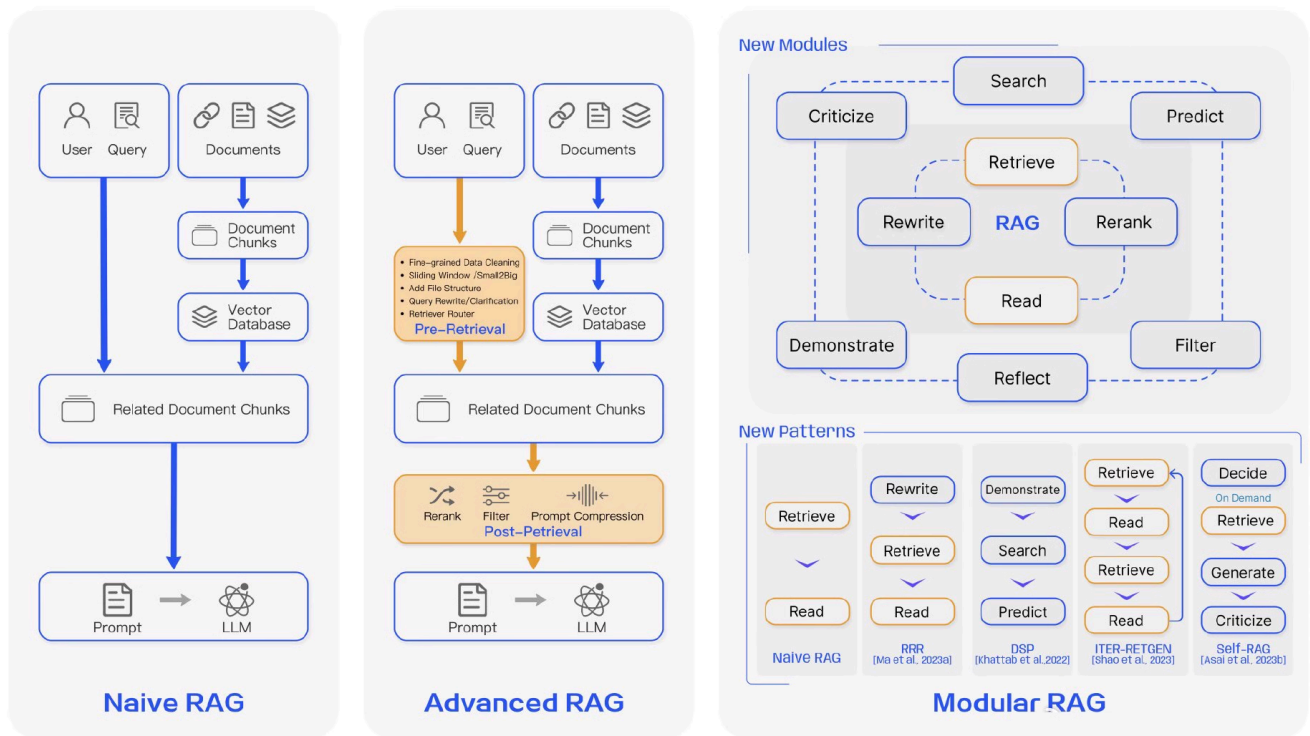 User Query
Documents
Document
Chunks
Vector
Database
Related Document Chunks
Prompt
LLM
Naive RAG
User Query
Documents
• Fine-grained Data Cleaning
• Sliding Window /Small2Big
• Add File Structure
• Query Rewrite/Clarification
• Retriever Router
Pre-Retrieval
Document
Chunks
Vector
Database
Related Document Chunks
Rerank Filter Prompt Compression
Post-Petrieval
Prompt
LLM
Advanced RAG
New Modules
Search
Criticize
Predict
Retrieve
Rewrite
RAG
Rerank
Read
Demonstrate
Filter
Reflect
New Patterns
Retrieve
Read
Naive RAG
Rewrite
Retrieve
Read
RRR
[Ma et al. 2023a]
Demonstrate
Search
Predict
DSP
[Khattab et al.,2022]
Retrieve
Read
Retrieve
Read
ITER-RETGEN
[Shao et al. 2023]
Decide
On Demand
Retrieve
Generate
Criticize
Self-RAG
[Asai et al. 2023b]
Modular RAG